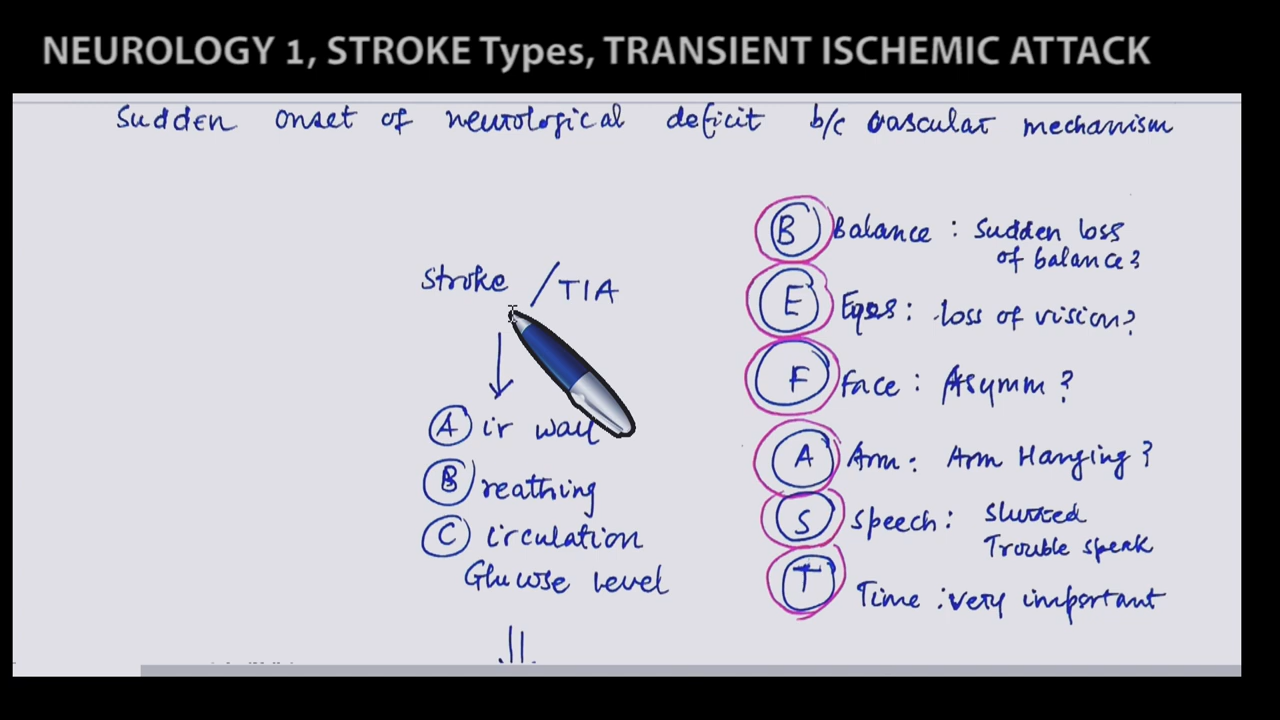 NEUROLOGY 1, STROKE Types, TRANSIENT ISCHEMIC ATTACK
Sudden onset of neurological deficit b/c vascular mechanism
Stroke / TIA
A ir way
B reathing
C irculation
Glucose level
B Balance : Sudden loss
of balance?
E Eyes : loss of vision?
F Face : Asymm ?
A Arm : Arm Hanging ?
S Speech : Slurred
Trouble speak
T Time : very important